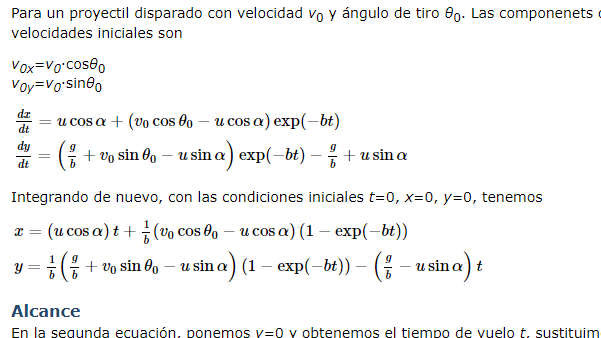 Para un proyectil disparado con velocidad v₀ y ángulo de tiro θ₀. Las componenets
velocidades iniciales son
v₀ₓ=v₀·cosθ₀
v₀y=v₀·sinθ₀
dx/dt = u cos α + (v₀ cos θ₀ − u cos α) exp(−bt)
dy/dt = (g/b + v₀ sin θ₀ − u sin α) exp(−bt) − g/b + u sin α
Integrando de nuevo, con las condiciones iniciales t=0, x=0, y=0, tenemos
x = (u cos α) t + 1/b (v₀ cos θ₀ − u cos α) (1 − exp(−bt))
y = 1/b (g/b + v₀ sin θ₀ − u sin α) (1 − exp(−bt)) − (g/b − u sin α) t
Alcance
En la segunda ecuación, ponemos y=0 y obtenemos el tiempo de vuelo t, sustituim